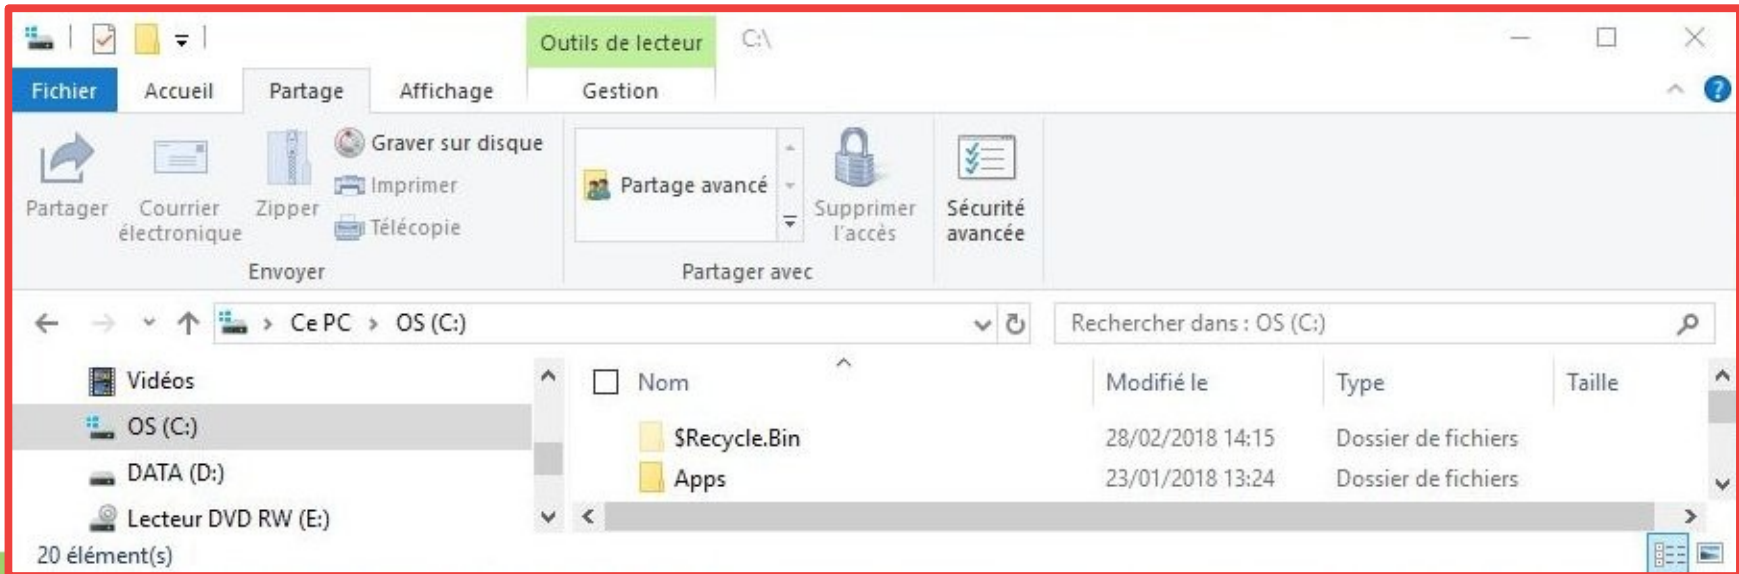 Outils de lecteur C:\
Fichier Accueil Partage Affichage Gestion
Partager
Courrier
électronique
Zipper
Graver sur disque
Imprimer
Télécopie
Envoyer
Partage avancé
Supprimer
l'accès
Partager avec
Sécurité
avancée
Ce PC > OS (C:)
Rechercher dans : OS (C:)
Vidéos
OS (C:)
DATA (D:)
Lecteur DVD RW (E:)
Nom Modifié le Type Taille
$Recycle.Bin 28/02/2018 14:15 Dossier de fichiers
Apps 23/01/2018 13:24 Dossier de fichiers
20 élément(s)